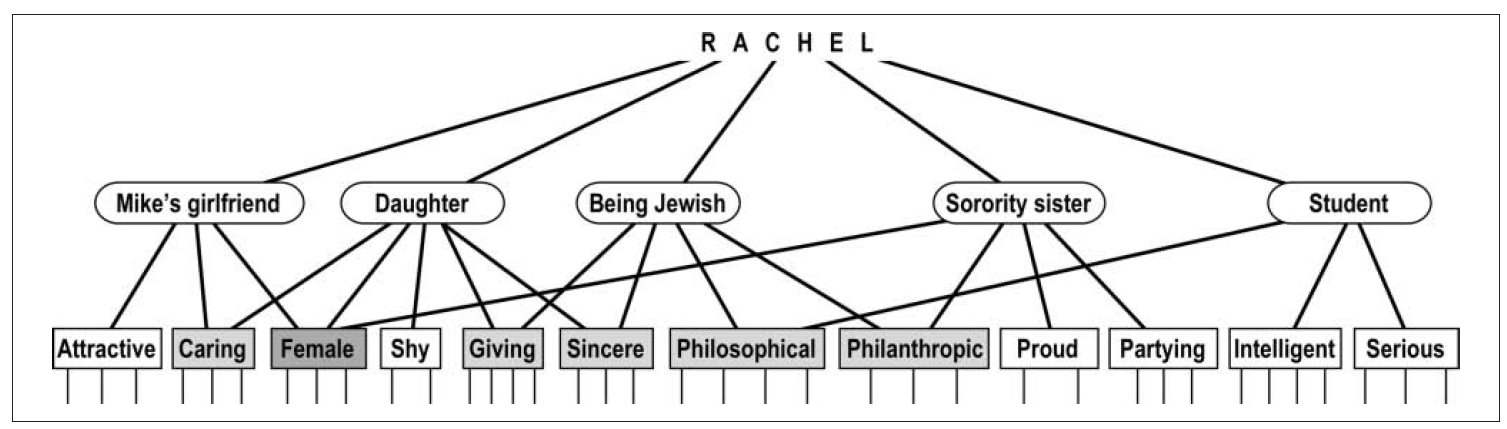 R A C H E L
Mike's girlfriend Daughter Being Jewish Sorority sister Student
Attractive Caring Female Shy Giving Sincere Philosophical Philanthropic Proud Partying Intelligent Serious